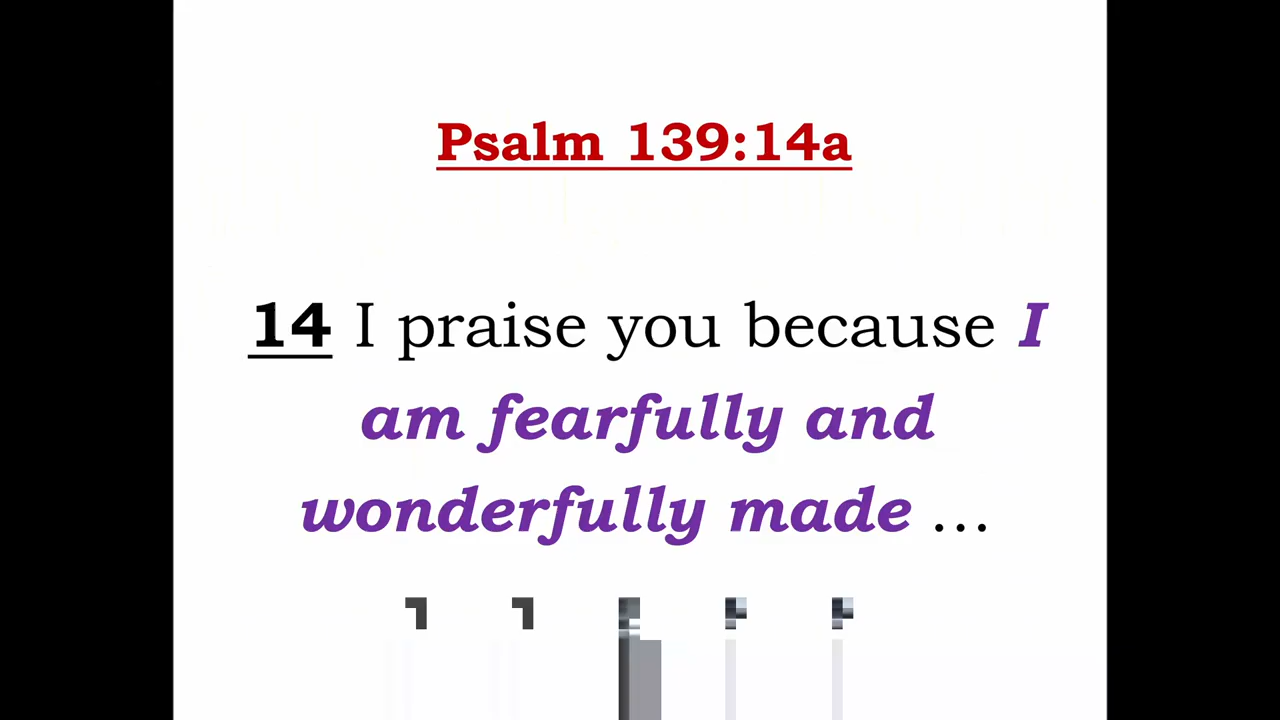 Psalm 139:14a
14 I praise you because I
am fearfully and
wonderfully made …